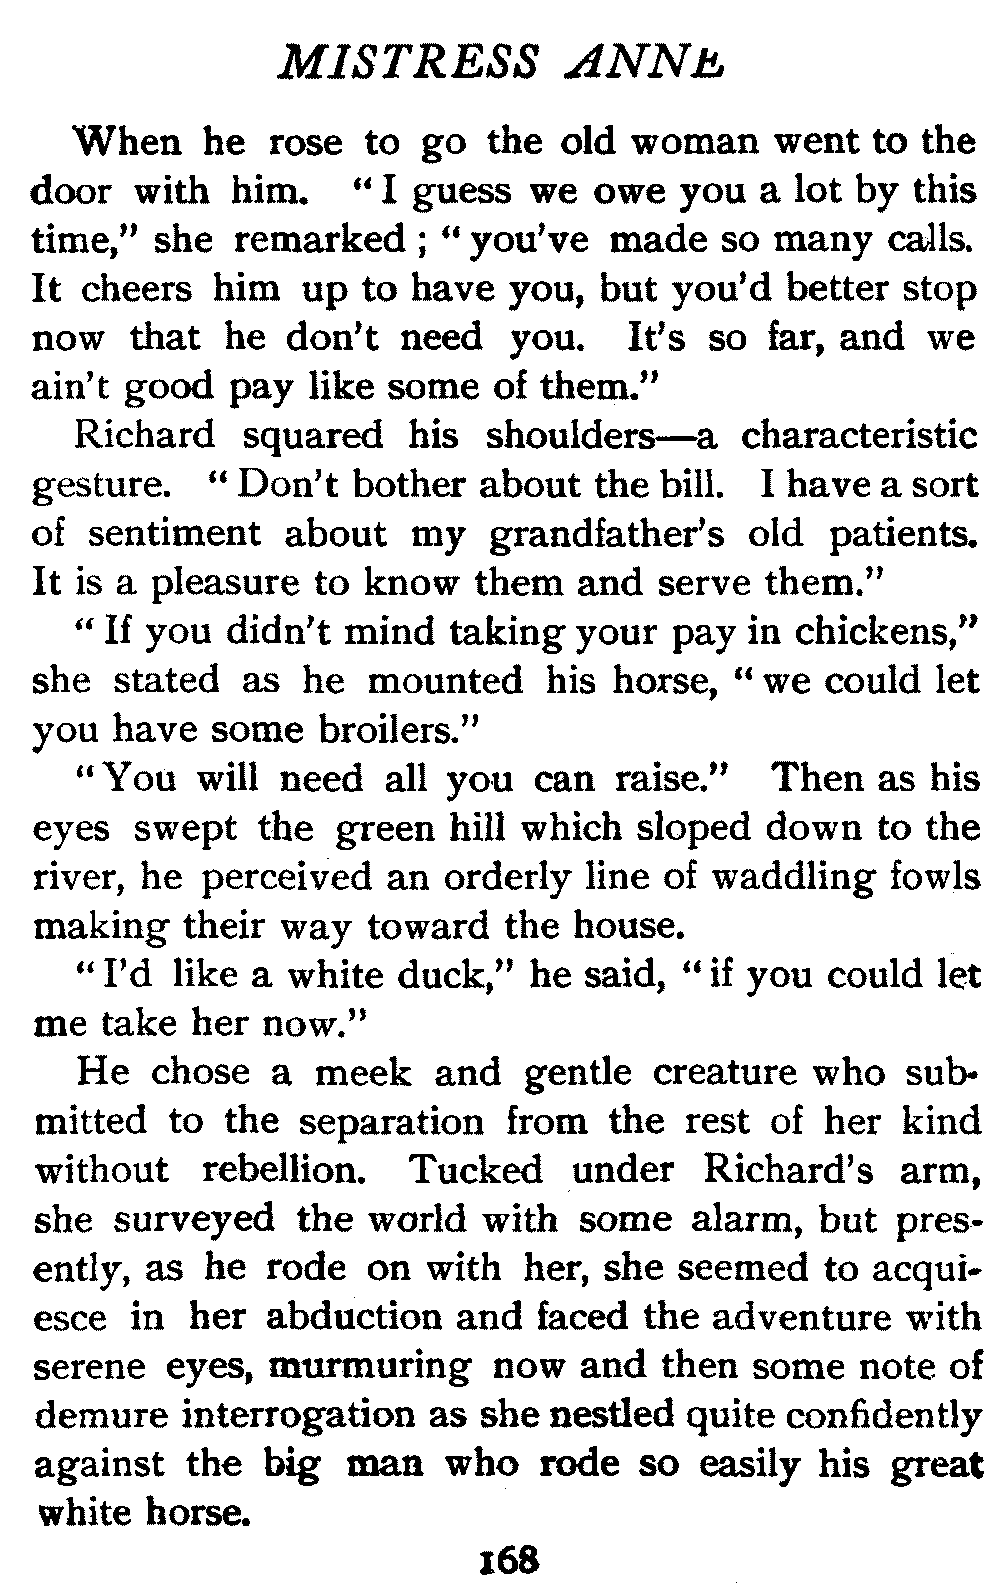 MISTRESS ANNE
When he rose to go the old woman went to the
door with him. "I guess we owe you a lot by this
time," she remarked; "you've made so many calls.
It cheers him up to have you, but you'd better stop
now that he don't need you. It's so far, and we
ain't good pay like some of them."
Richard squared his shoulders—a characteristic
gesture. "Don't bother about the bill. I have a sort
of sentiment about my grandfather's old patients.
It is a pleasure to know them and serve them."
"If you didn't mind taking your pay in chickens,"
she stated as he mounted his horse, "we could let
you have some broilers."
"You will need all you can raise." Then as his
eyes swept the green hill which sloped down to the
river, he perceived an orderly line of waddling fowls
making their way toward the house.
"I'd like a white duck," he said, "if you could let
me take her now."
He chose a meek and gentle creature who sub-
mitted to the separation from the rest of her kind
without rebellion. Tucked under Richard's arm,
she surveyed the world with some alarm, but pres-
ently, as he rode on with her, she seemed to acqui-
esce in her abduction and faced the adventure with
serene eyes, murmuring now and then some note of
demure interrogation as she nestled quite confidently
against the big man who rode so easily his great
white horse.
168